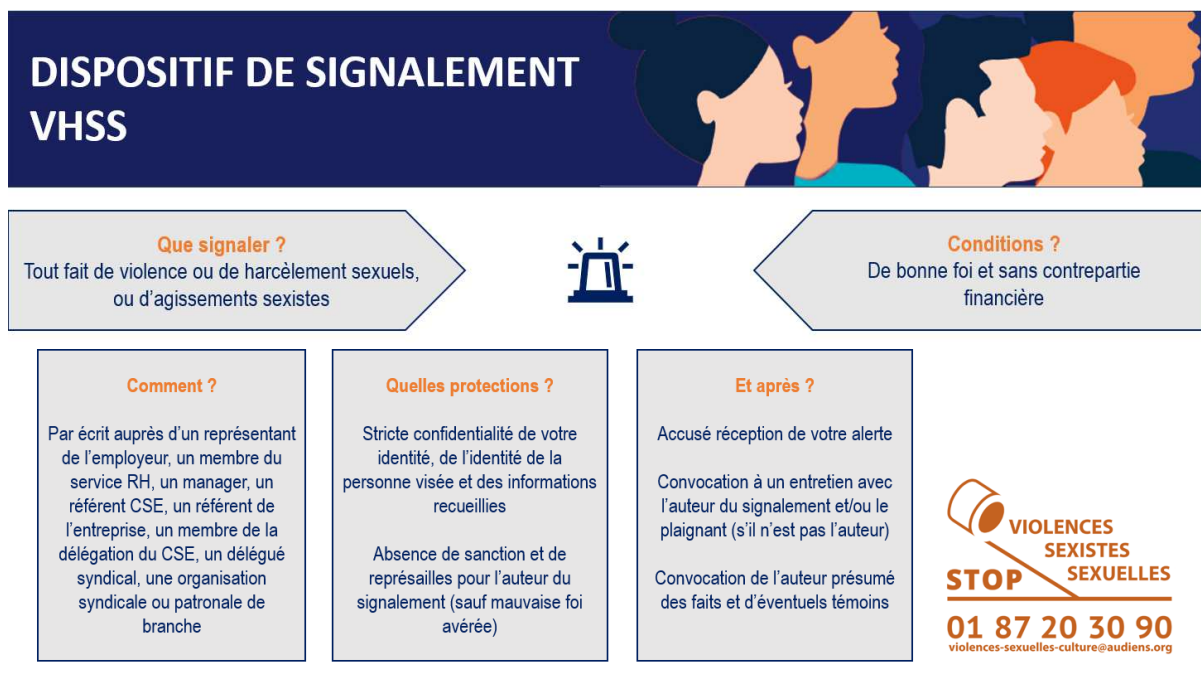 DISPOSITIF DE SIGNALEMENT
VHSS
Que signaler ?
Tout fait de violence ou de harcèlement sexuels,
ou d’agissements sexistes
Conditions ?
De bonne foi et sans contrepartie
financière
Comment ?
Par écrit auprès d’un représentant
de l’employeur, un membre du
service RH, un manager, un
référent CSE, un référent de
l’entreprise, un membre de la
délégation du CSE, un délégué
syndical, une organisation
syndicale ou patronale de
branche
Quelles protections ?
Stricte confidentialité de votre
identité, de l’identité de la
personne visée et des informations
recueillies
Absence de sanction et de
représailles pour l’auteur du
signalement (sauf mauvaise foi
avérée)
Et après ?
Accusé réception de votre alerte
Convocation à un entretien avec
l’auteur du signalement et/ou le
plaignant (s’il n’est pas l’auteur)
Convocation de l’auteur présumé
des faits et d’éventuels témoins
VIOLENCES
SEXISTES
STOP SEXUELLES
01 87 20 30 90
violences-sexuelles-culture@audiens.org